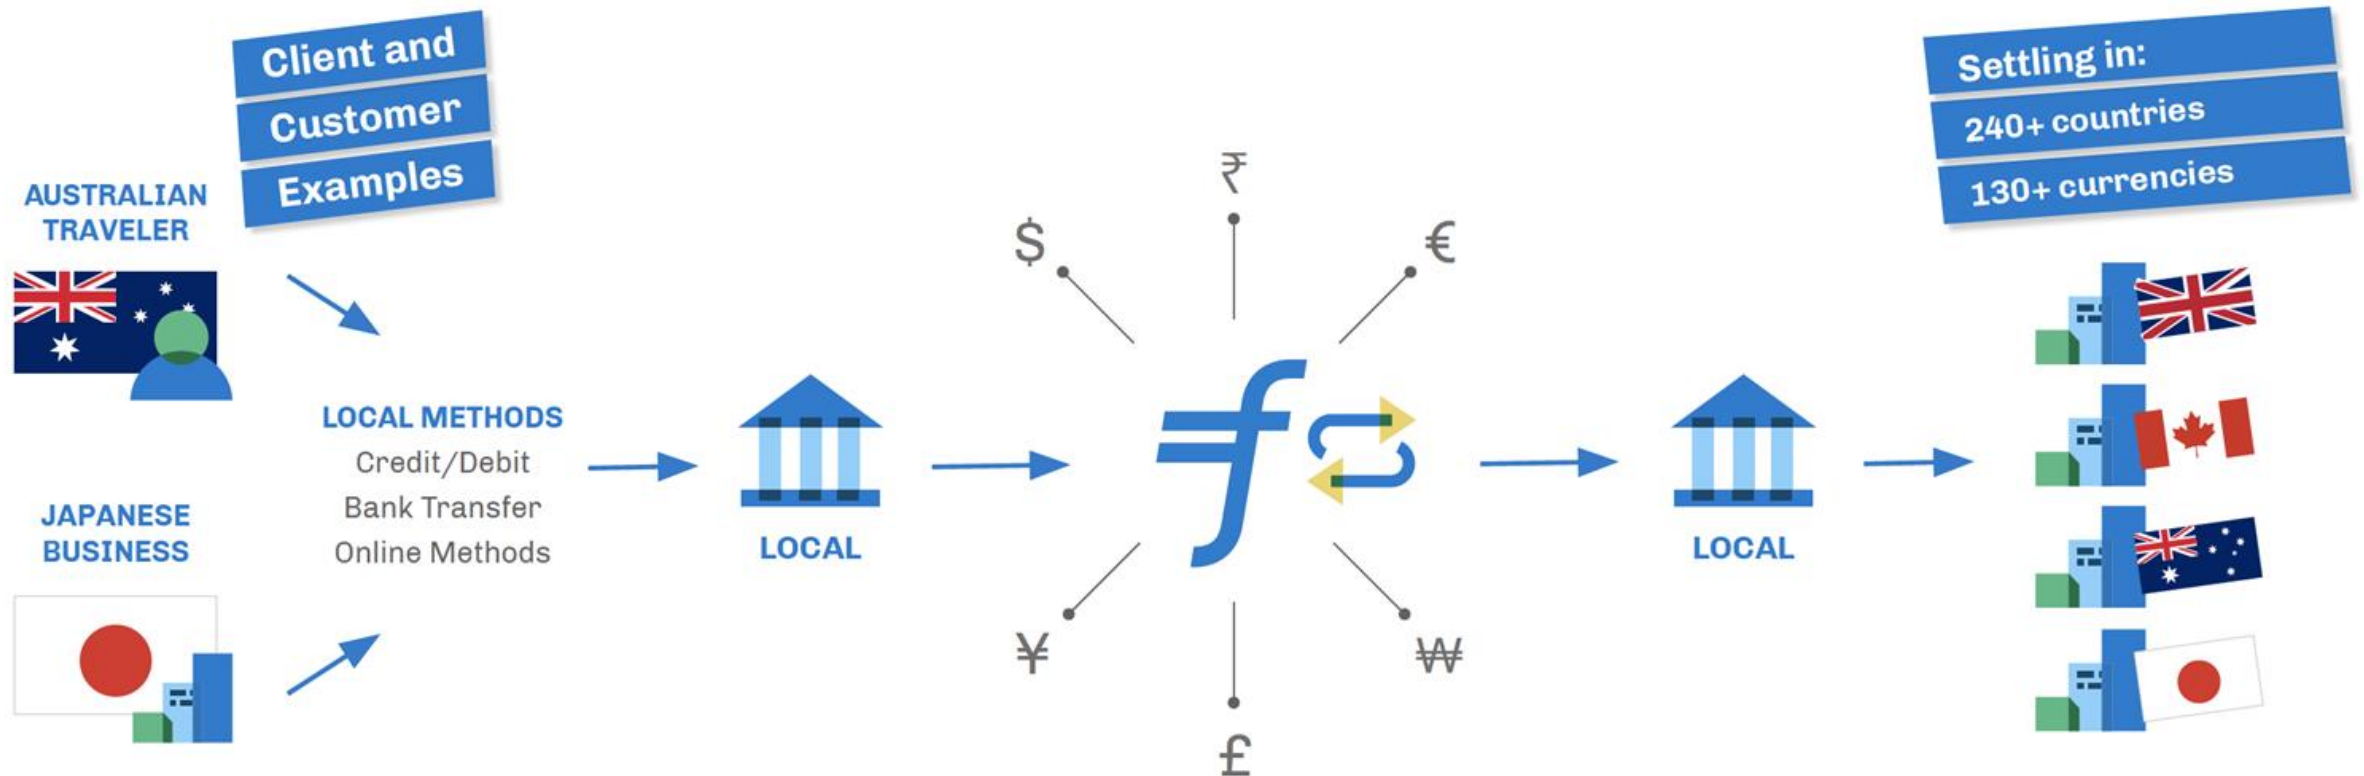 Client and
Customer
Examples
Settling in:
240+ countries
130+ currencies
AUSTRALIAN
TRAVELER
JAPANESE
BUSINESS
LOCAL METHODS
Credit/Debit
Bank Transfer
Online Methods
LOCAL
$
₹
€
¥
£
₩
LOCAL